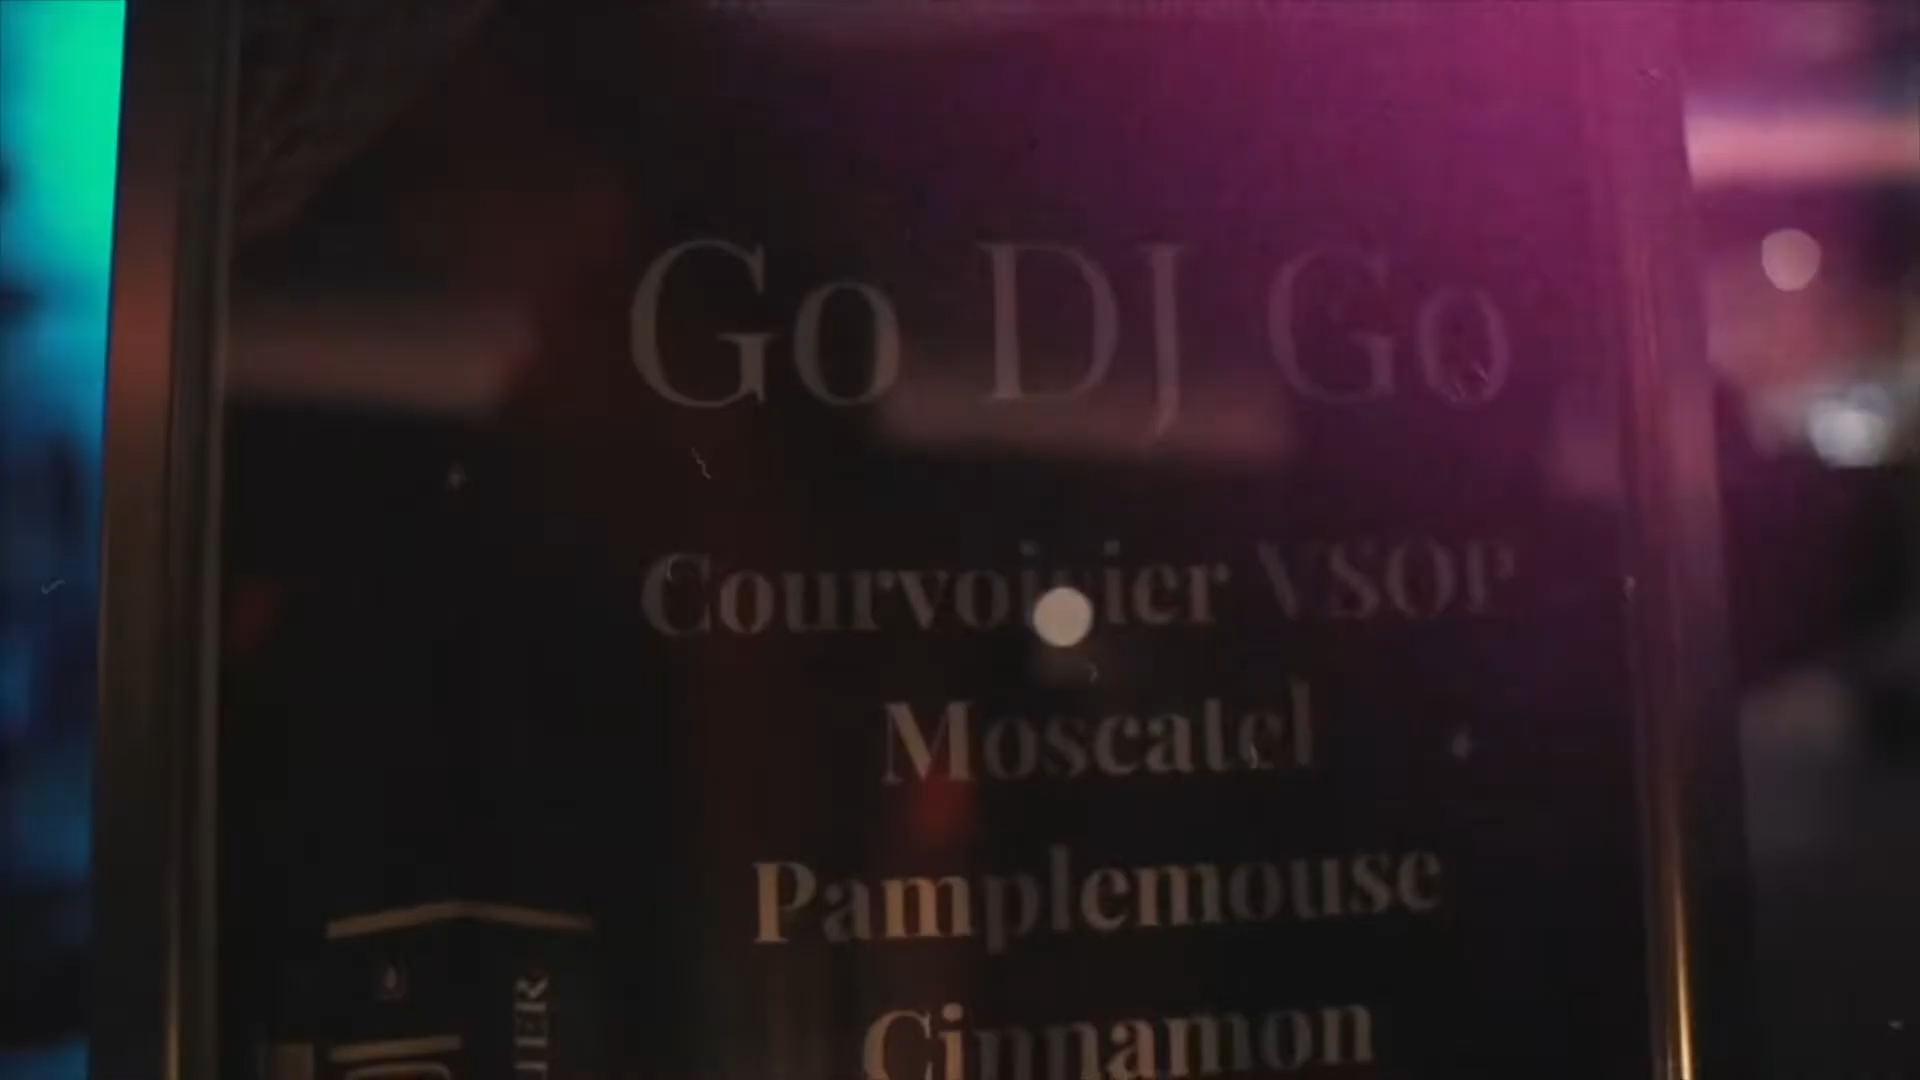 Go DJ Go
Courvoisier VSOP
Moscatel
Pamplemouse
Cinnamon